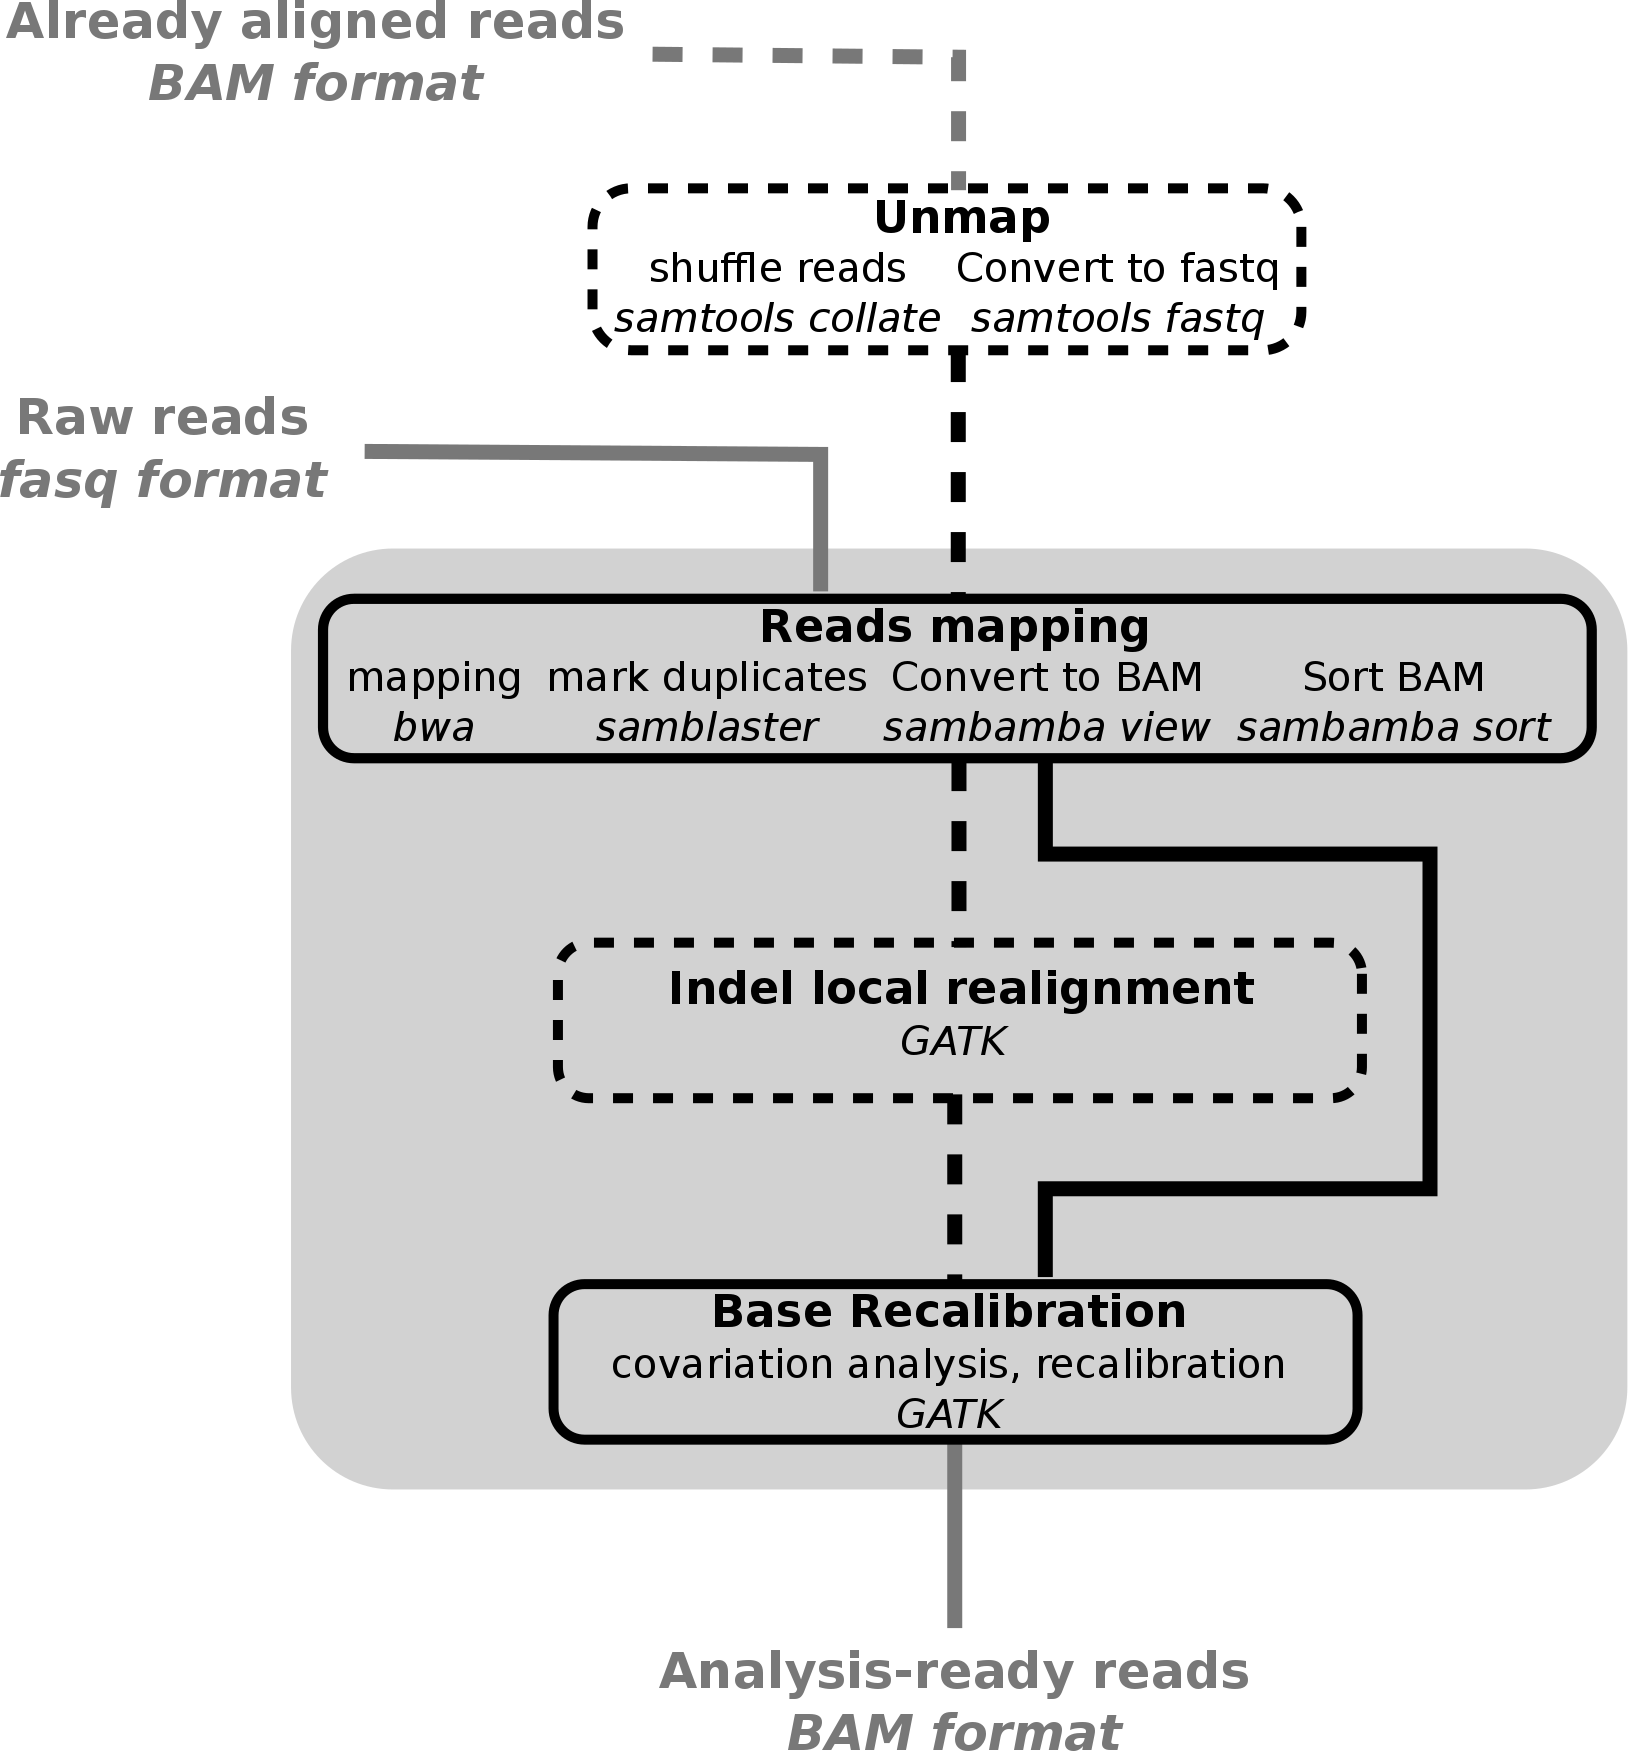 Already aligned reads
BAM format
Unmap
shuffle reads Convert to fastq
samtools collate samtools fastq
Raw reads
fasq format
Reads mapping
mapping mark duplicates Convert to BAM Sort BAM
bwa samblaster sambamba view sambamba sort
Indel local realignment
GATK
Base Recalibration
covariation analysis, recalibration
GATK
Analysis-ready reads
BAM format